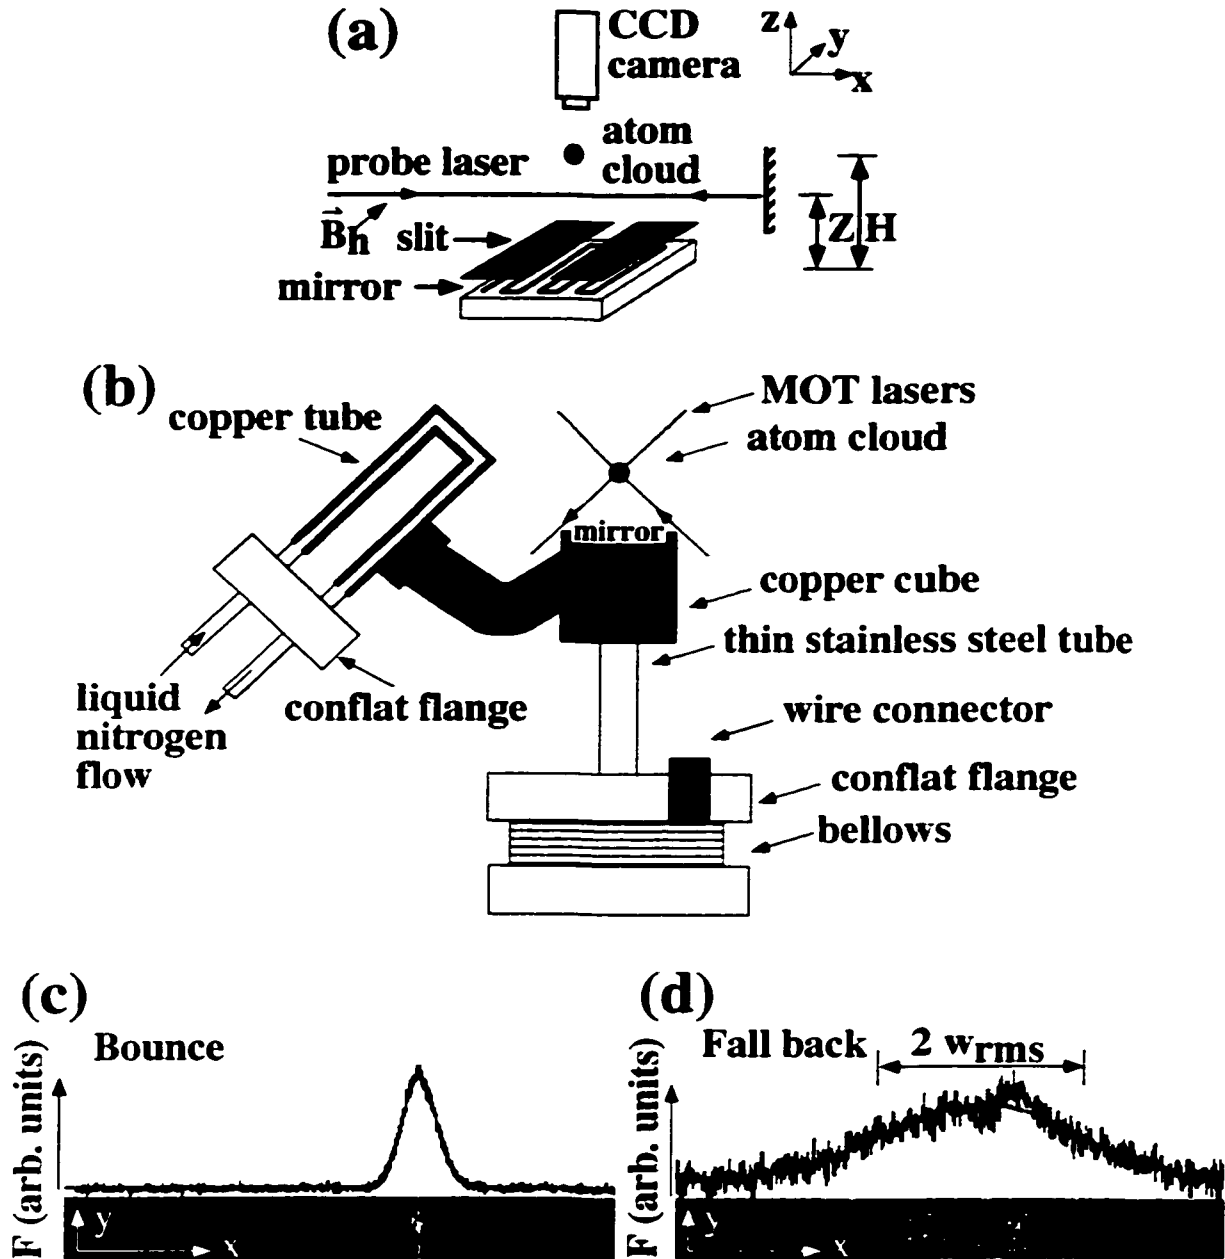 (a)
CCD
camera
z
y
x
atom
cloud
probe laser
Bh
slit
Z
H
mirror
(b)
MOT lasers
copper tube
atom cloud
mirror
copper cube
thin stainless steel tube
liquid
nitrogen
flow
conflat flange
wire connector
conflat flange
bellows
(c)
Bounce
F (arb. units)
y
x
(d)
Fall back
2 wrms
F (arb. units)
y
x